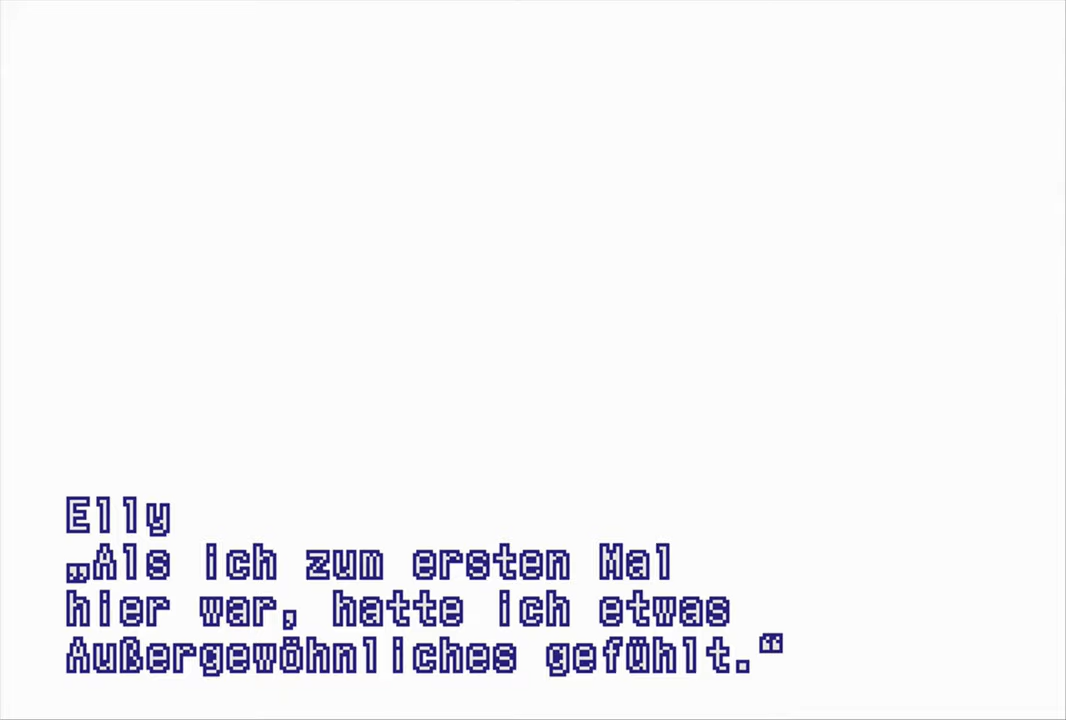 Elly
„Als ich zum ersten Mal
hier war, hatte ich etwas
Außergewöhnliches gefühlt.“